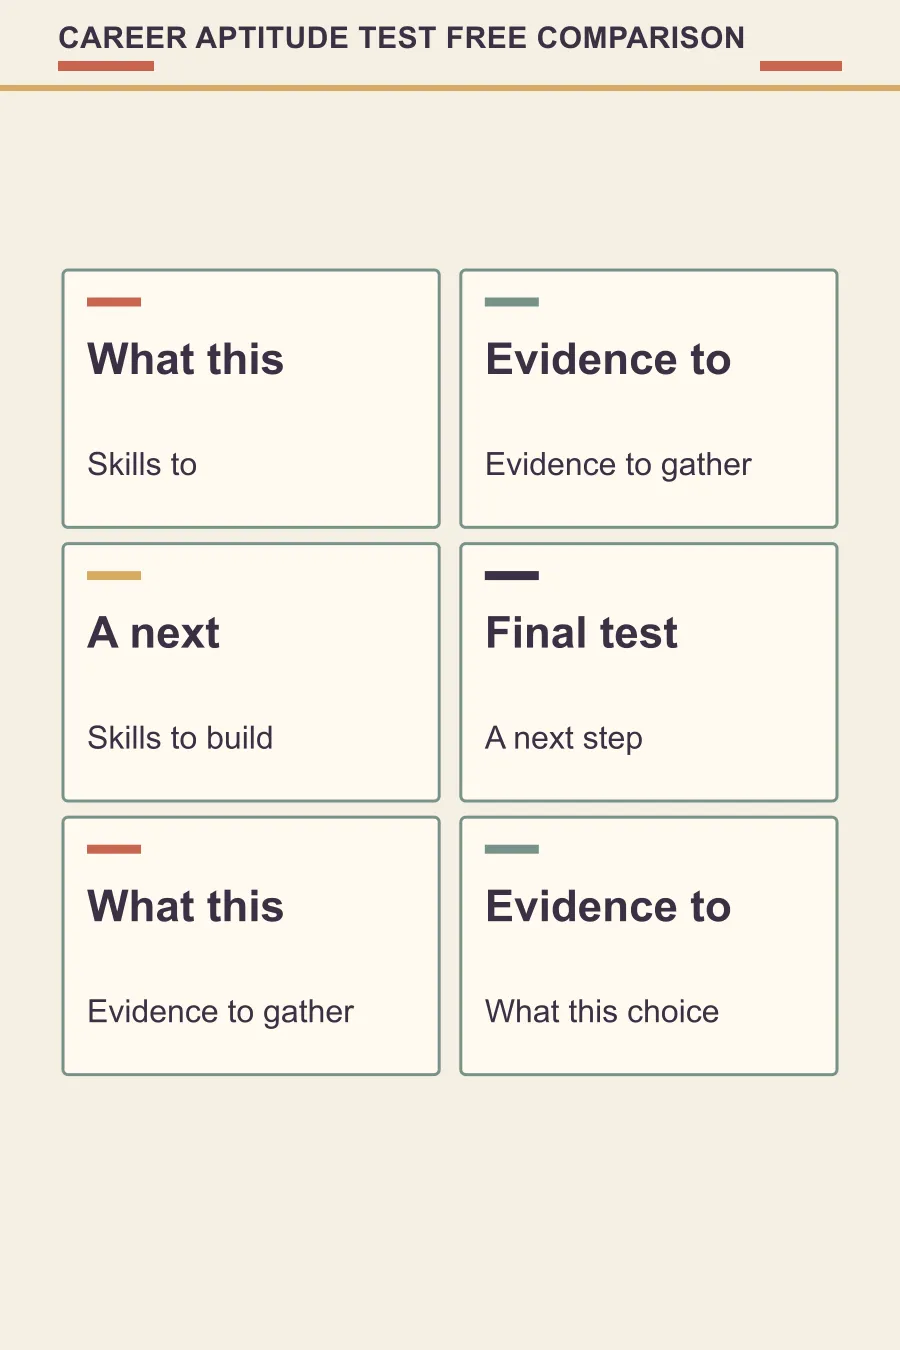 CAREER APTITUDE TEST FREE COMPARISON
What this
Skills to
Evidence to
Evidence to gather
A next
Skills to build
Final test
A next step
What this
Evidence to gather
Evidence to
What this choice